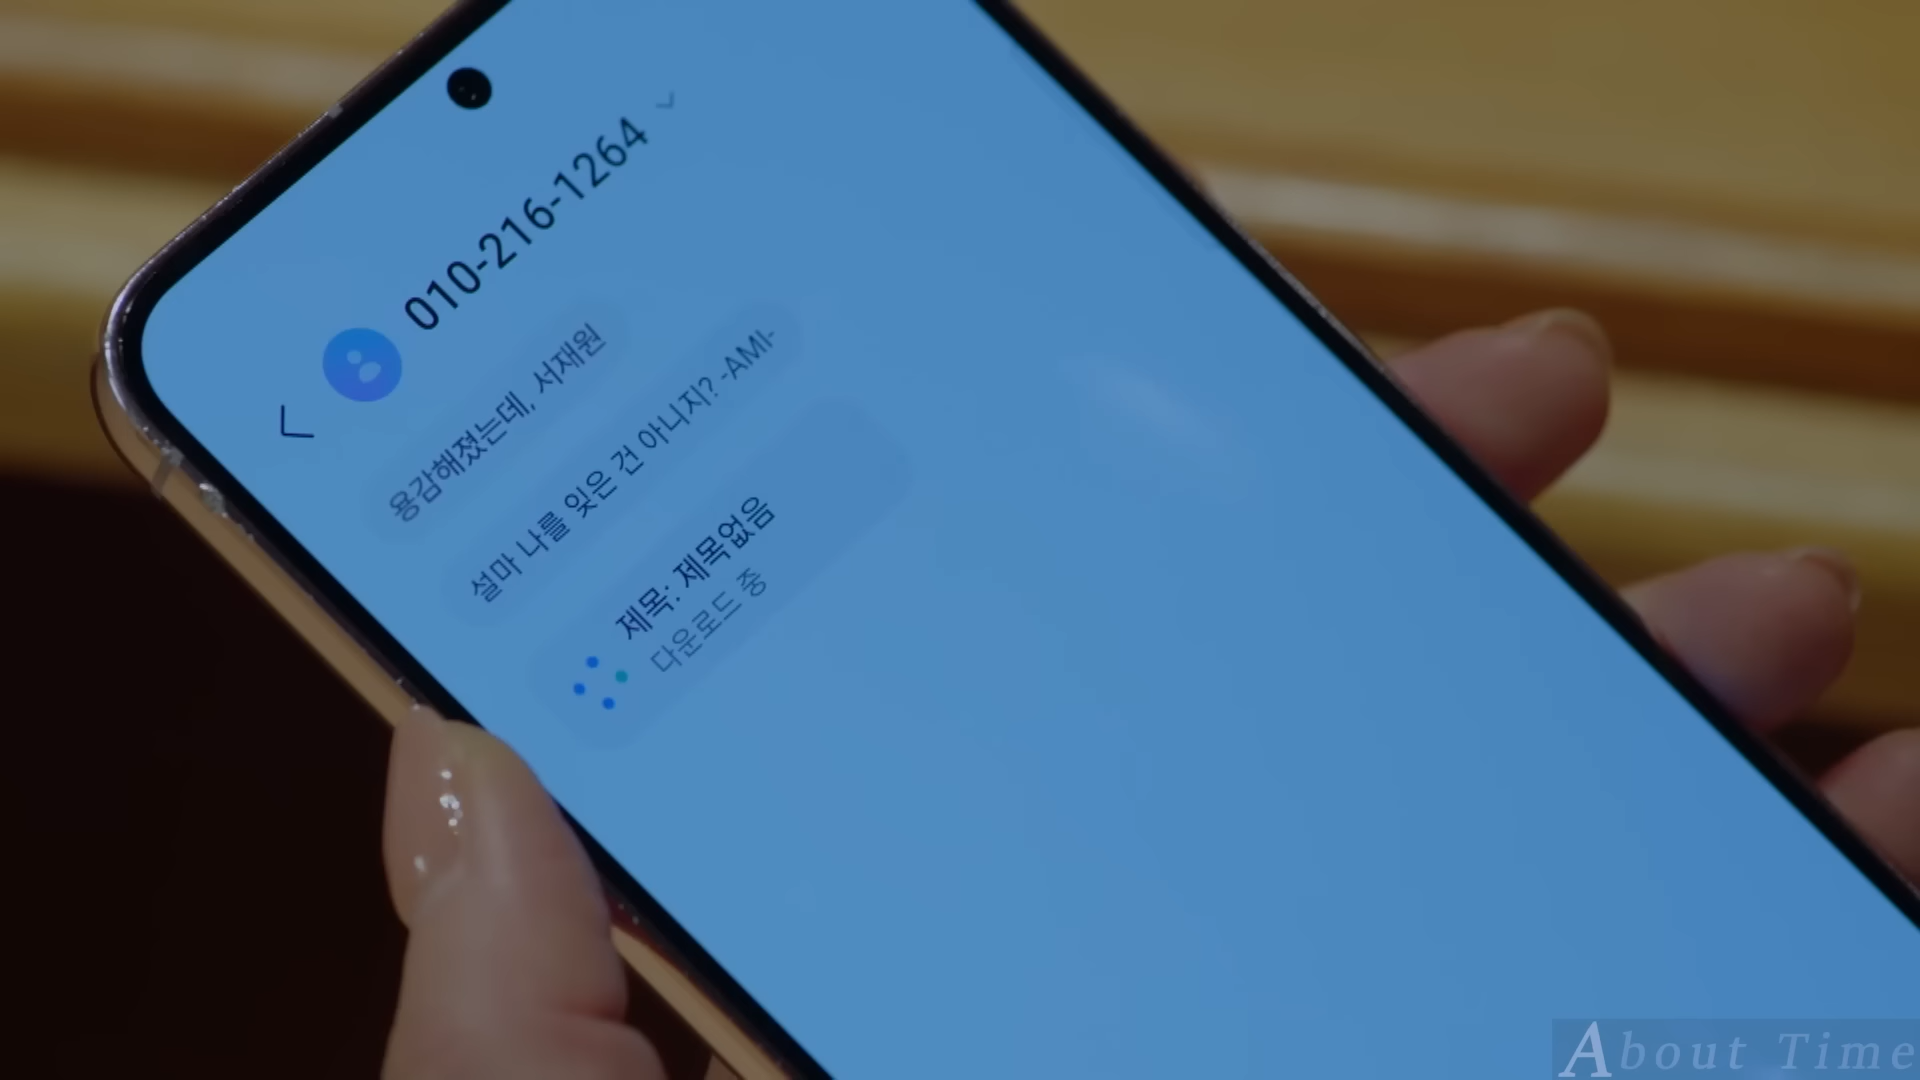 010-216-1264
용감해졌는데, 서재원
설마 나를 잊은 건 아니지? -AMI-
제목: 제목없음
다운로드 중
About Time